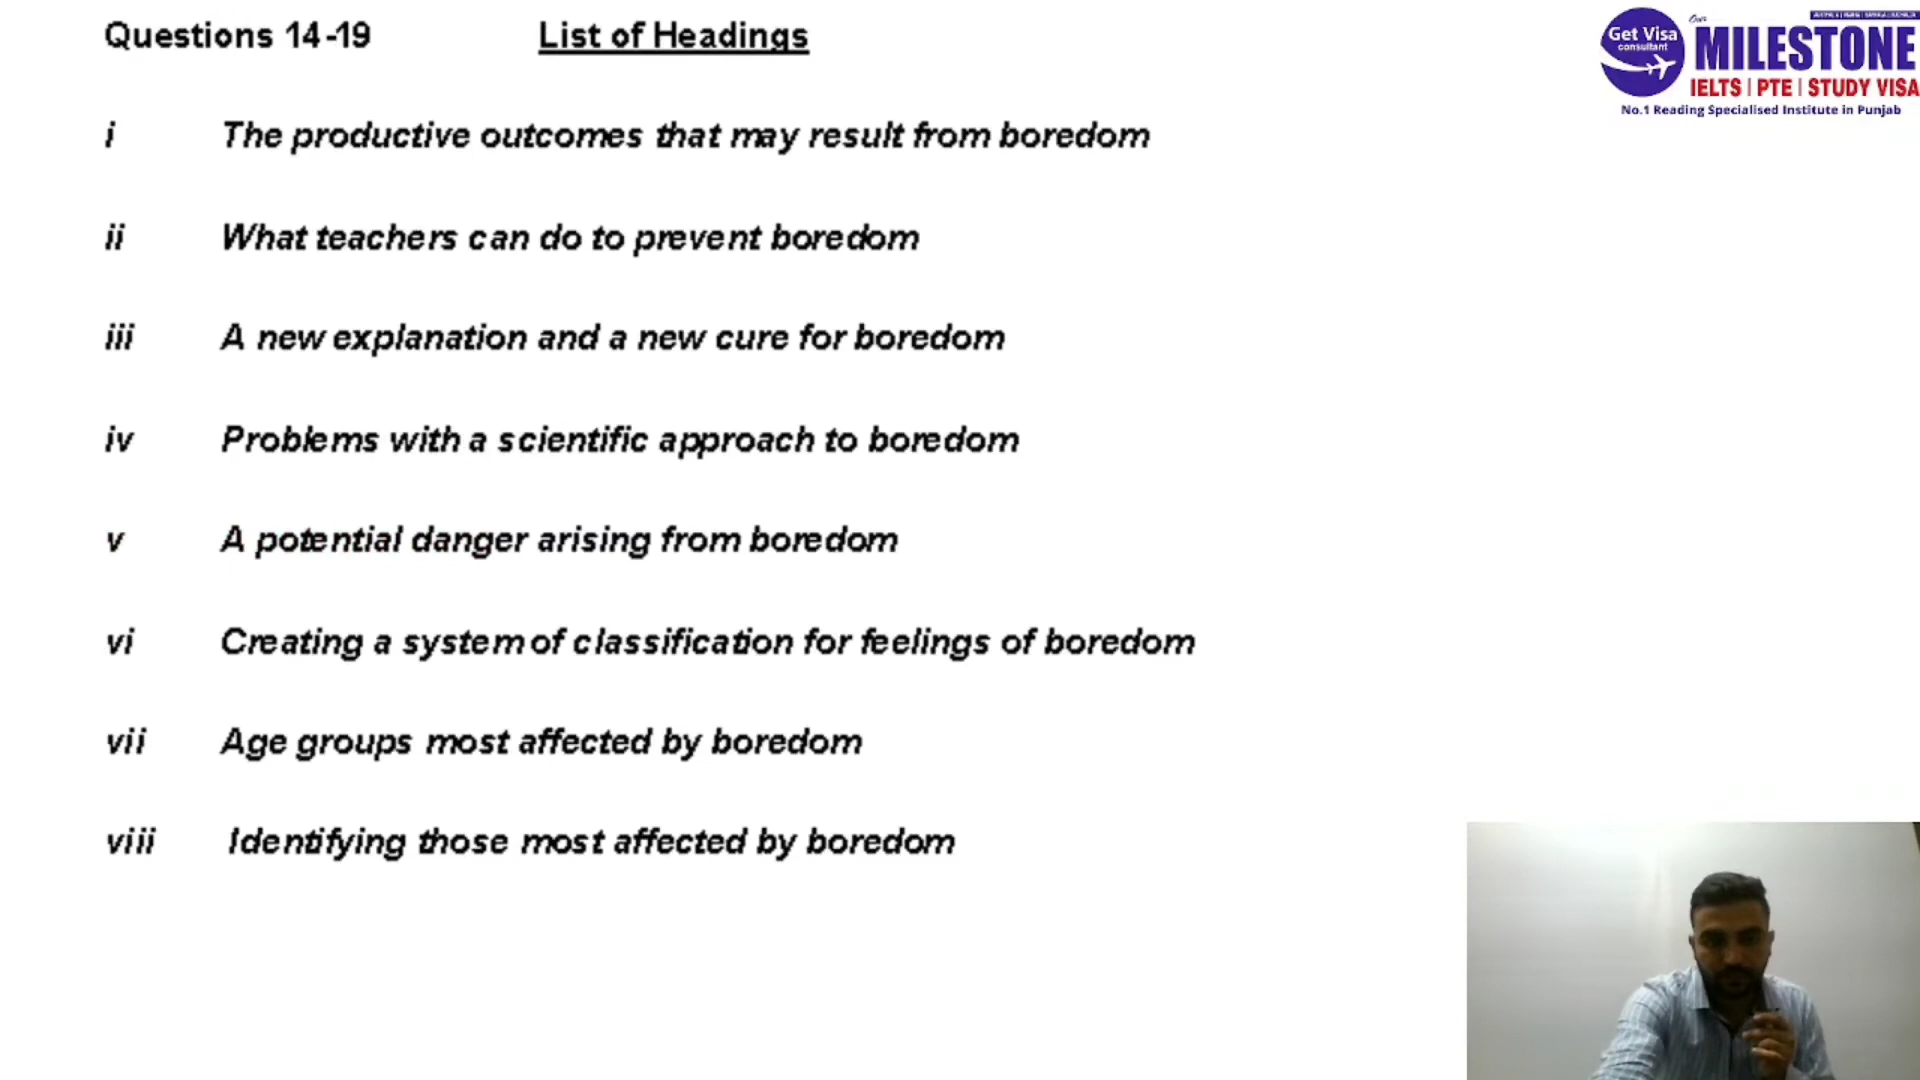 Questions 14-19 List of Headings
i The productive outcomes that may result from boredom
ii What teachers can do to prevent boredom
iii A new explanation and a new cure for boredom
iv Problems with a scientific approach to boredom
v A potential danger arising from boredom
vi Creating a system of classification for feelings of boredom
vii Age groups most affected by boredom
viii Identifying those most affected by boredom
Get Visa
consultant
Our
MILESTONE
IELTS | PTE | STUDY VISA
No.1 Reading Specialised Institute in Punjab